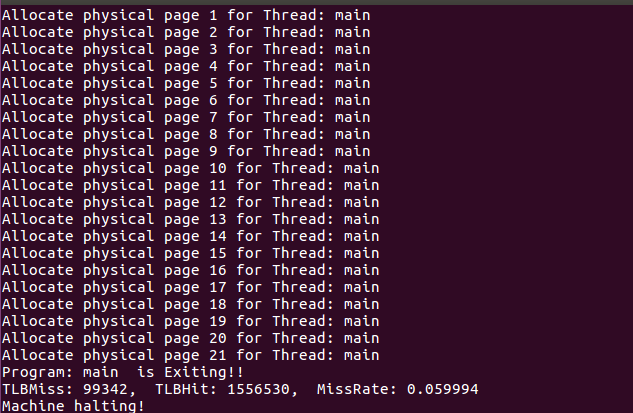 Allocate physical page 1 for Thread: main
Allocate physical page 2 for Thread: main
Allocate physical page 3 for Thread: main
Allocate physical page 4 for Thread: main
Allocate physical page 5 for Thread: main
Allocate physical page 6 for Thread: main
Allocate physical page 7 for Thread: main
Allocate physical page 8 for Thread: main
Allocate physical page 9 for Thread: main
Allocate physical page 10 for Thread: main
Allocate physical page 11 for Thread: main
Allocate physical page 12 for Thread: main
Allocate physical page 13 for Thread: main
Allocate physical page 14 for Thread: main
Allocate physical page 15 for Thread: main
Allocate physical page 16 for Thread: main
Allocate physical page 17 for Thread: main
Allocate physical page 18 for Thread: main
Allocate physical page 19 for Thread: main
Allocate physical page 20 for Thread: main
Allocate physical page 21 for Thread: main
Program: main  is Exiting!!
TLBMiss: 99342,  TLBHit: 1556530,  MissRate: 0.059994
Machine halting!